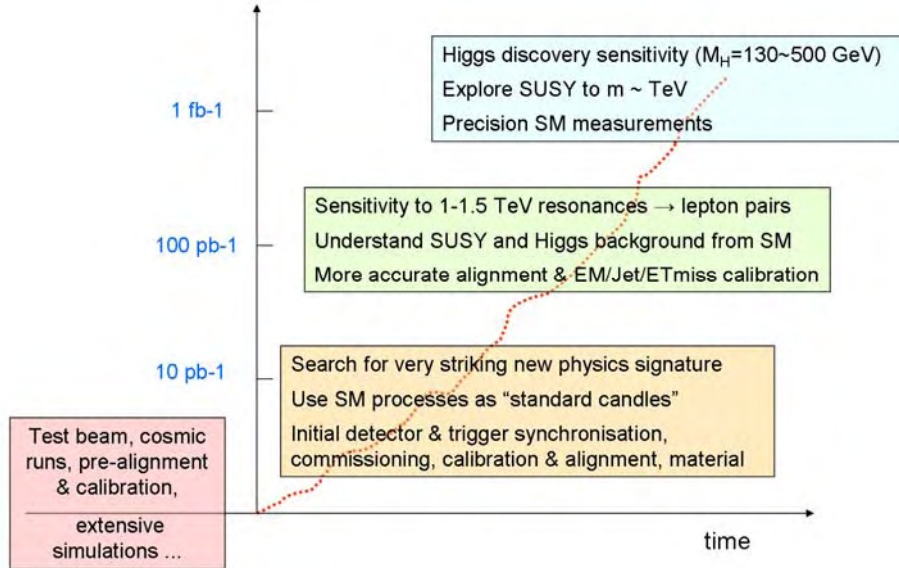 Higgs discovery sensitivity (M_H=130~500 GeV)
Explore SUSY to m ~ TeV
Precision SM measurements
1 fb-1
Sensitivity to 1-1.5 TeV resonances → lepton pairs
Understand SUSY and Higgs background from SM
More accurate alignment & EM/Jet/ETmiss calibration
100 pb-1
Search for very striking new physics signature
Use SM processes as “standard candles”
Initial detector & trigger synchronisation,
commissioning, calibration & alignment, material
10 pb-1
Test beam, cosmic
runs, pre-alignment
& calibration,
extensive
simulations ...
time